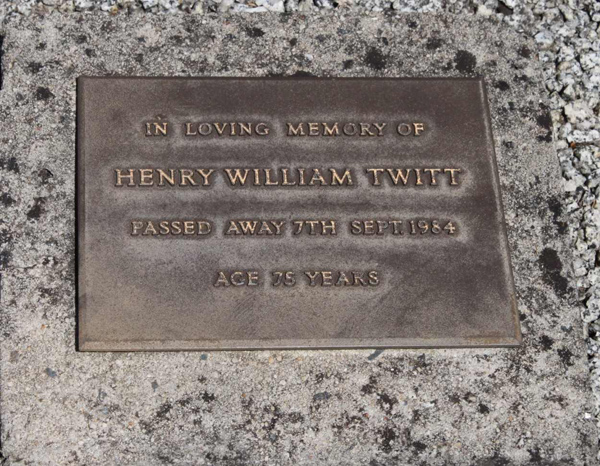 IN LOVING MEMORY OF
HENRY WILLIAM TWITT
PASSED AWAY 7TH SEPT. 1984
AGE 75 YEARS